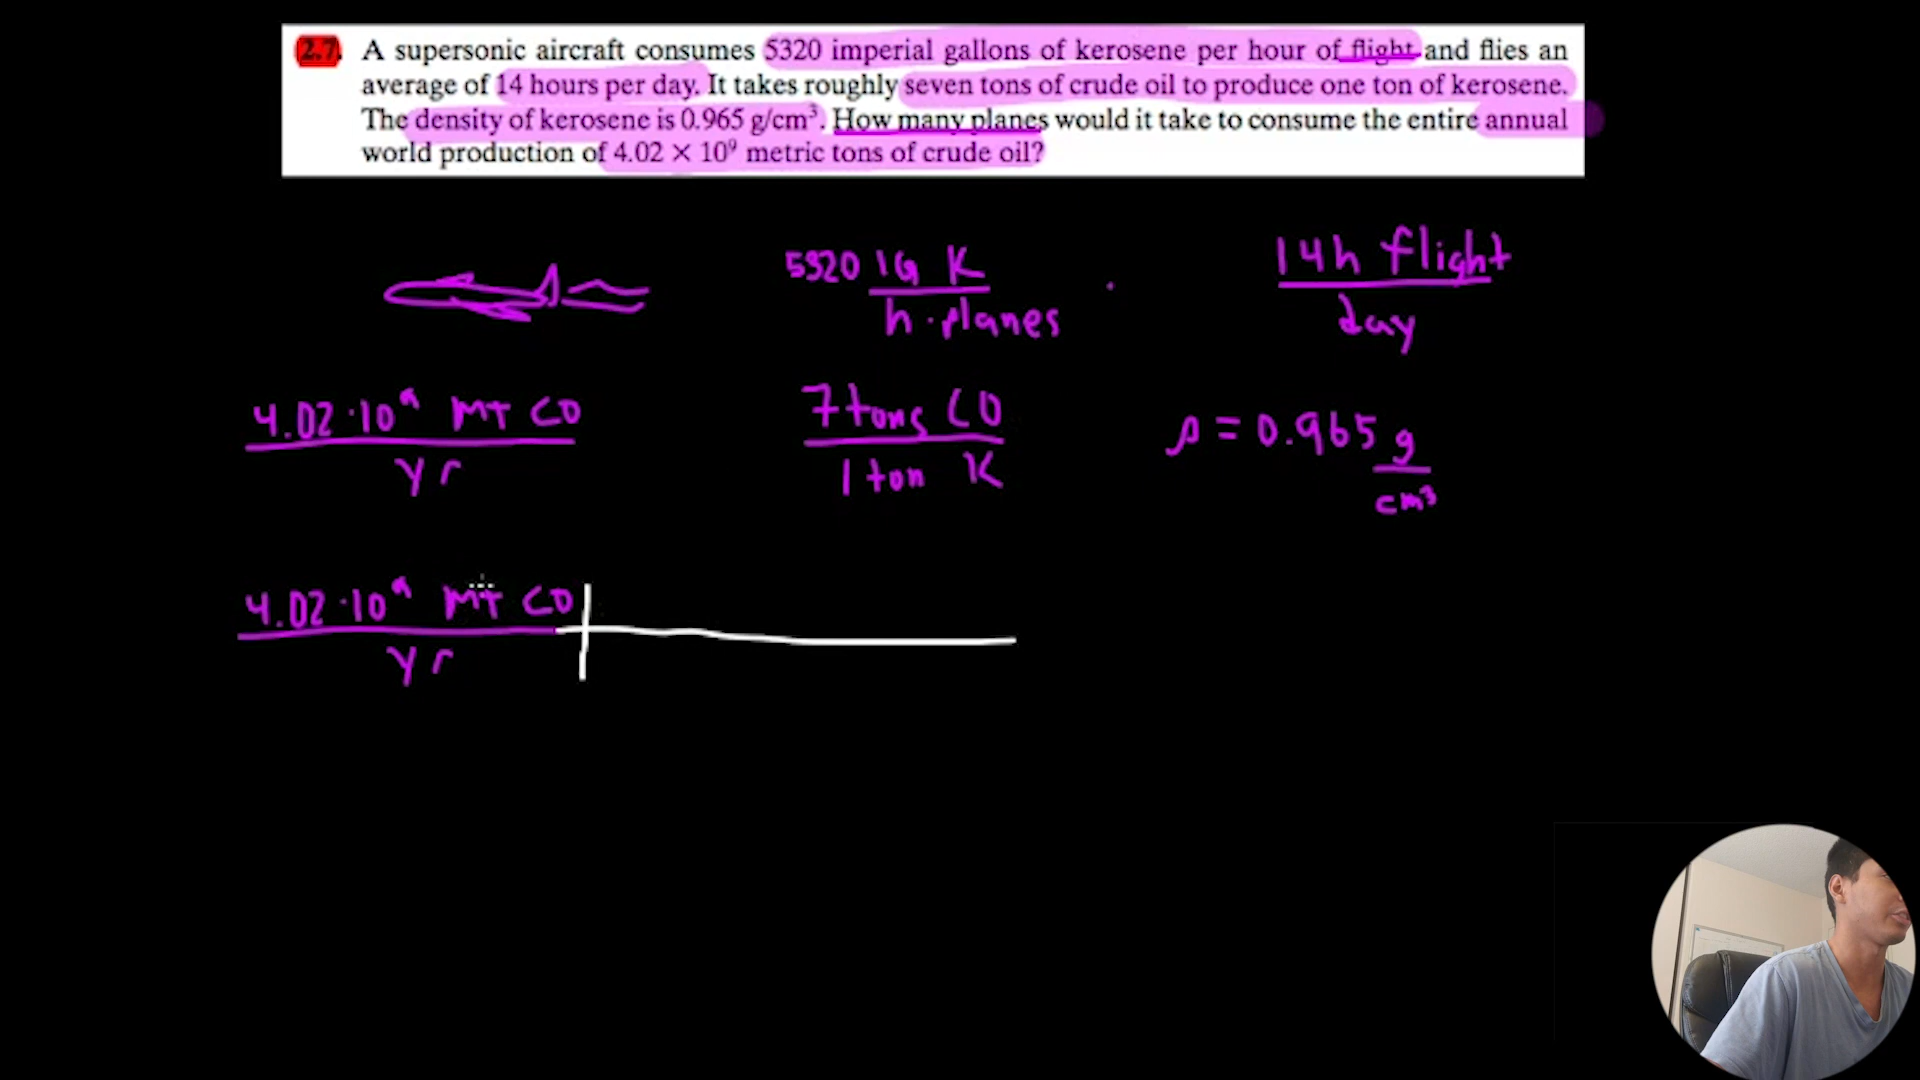 2.7. A supersonic aircraft consumes 5320 imperial gallons of kerosene per hour of flight and flies an
average of 14 hours per day. It takes roughly seven tons of crude oil to produce one ton of kerosene.
The density of kerosene is 0.965 g/cm³. How many planes would it take to consume the entire annual
world production of 4.02 × 10⁹ metric tons of crude oil?
5320 IG K
h · planes
14h flight
day
4.02 · 10⁹ MT CO
yr
7 tons CO
1 ton K
ρ = 0.965 g
cm³
4.02 · 10⁹ MT CO
yr